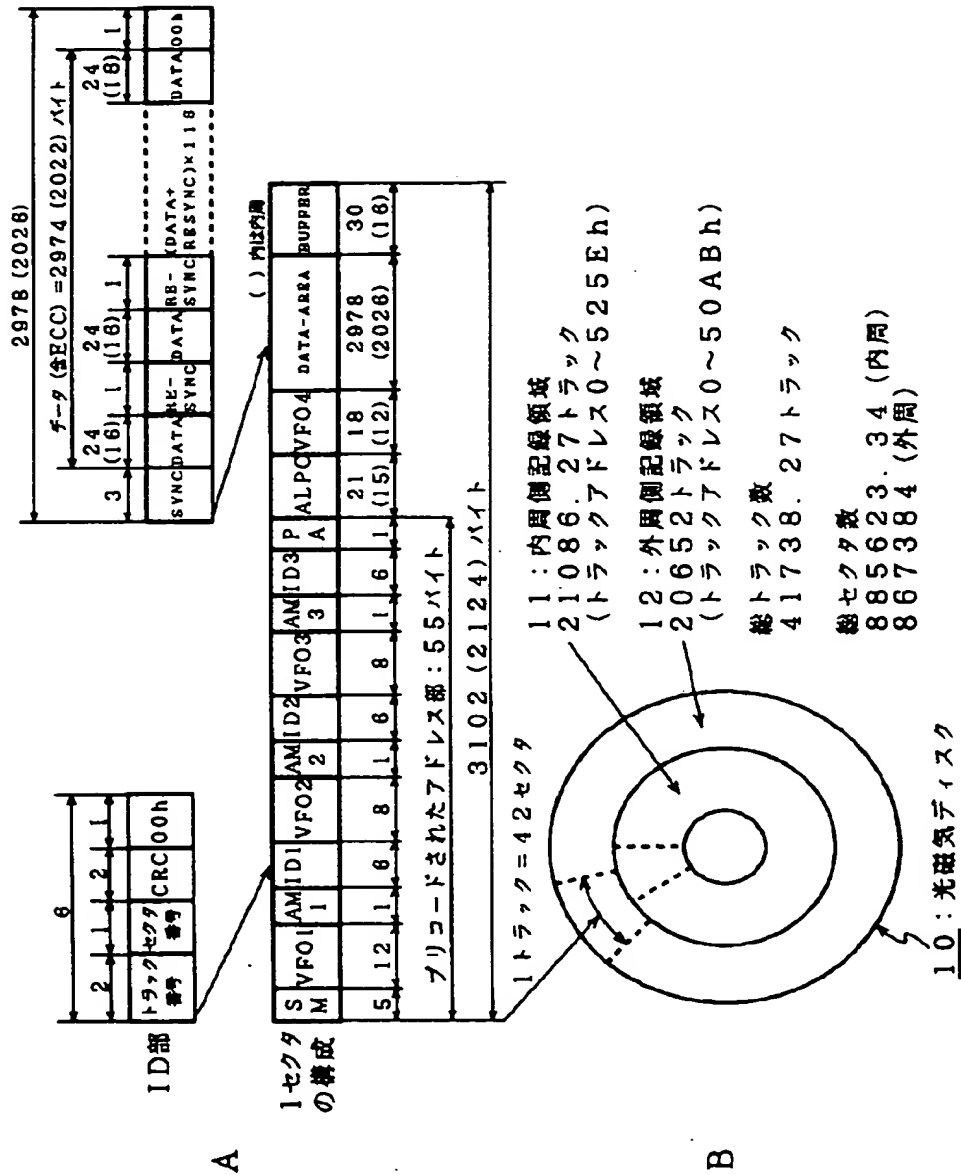 A
ID部
6
2 1 2 1
トラック番号 セクタ番号 CRC 00h
2978(2026)
データ(含ECC)=2974(2022)バイト
3 24(16) 1 24(16) 1 24(18) 1
SYNC DATA RE-SYNC DATA RE-SYNC (DATA+RESYNC)×118 DATA 00h
( )内は内周
1セクタの構成
SM VFO1 AM1 ID1 VFO2 AM2 ID2 VFO3 AM3 ID3 PA ALPC VFO4 DATA-AREA BUFFER
5 12 1 6 8 1 6 8 1 6 1 21(15) 18(12) 2978(2026) 30(16)
プリコードされたアドレス部:55バイト
3102(2124)バイト
B
1トラック=42セクタ
11:内周側記録領域
21086.27トラック
(トラックアドレス0~525Eh)
12:外周側記録領域
20652トラック
(トラックアドレス0~50ABh)
総トラック数
41738.27トラック
総セクタ数
885623.34(内周)
867384(外周)
10:光磁気ディスク